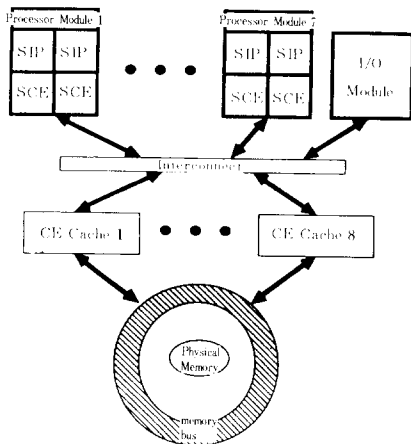 Processor Module 1
Processor Module 7
SIP SIP
SCE SCE
SIP SIP
SCE SCE
I/O
Module
Interconnect
CE Cache 1
CE Cache 8
Physical
Memory
memory
bus